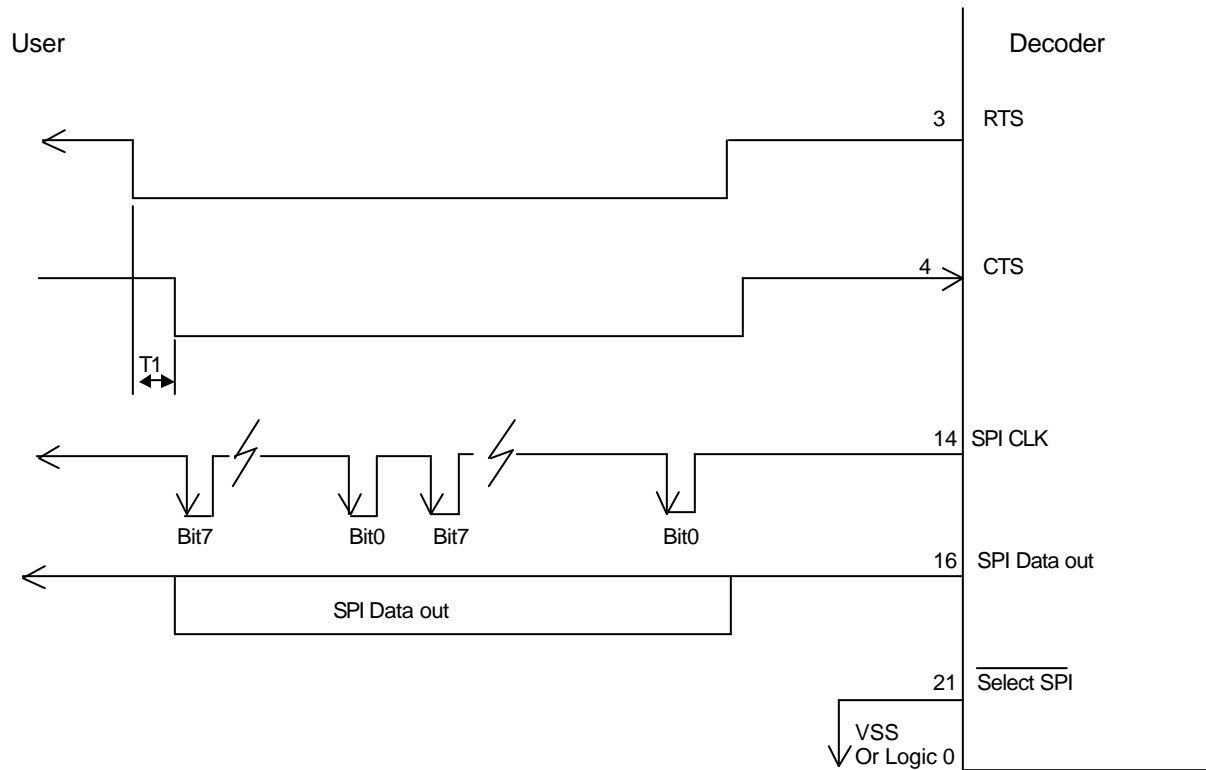 User
Decoder
3 RTS
4 CTS
T1
14 SPI CLK
Bit7 Bit0 Bit7 Bit0
16 SPI Data out
SPI Data out
21 Select SPI
VSS
Or Logic 0